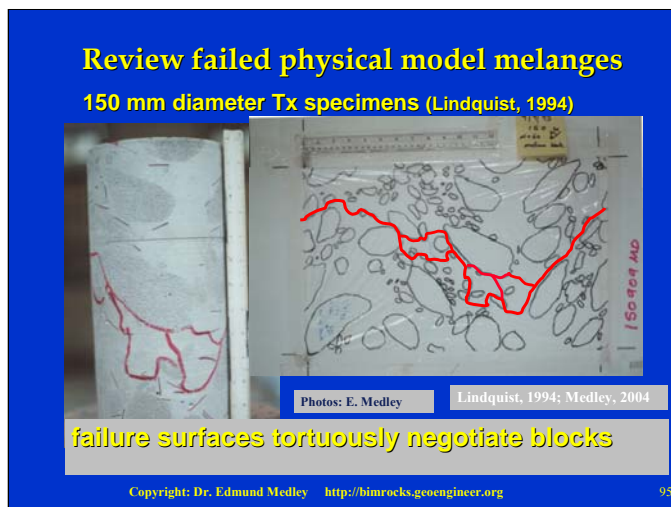 Review failed physical model melanges
150 mm diameter Tx specimens (Lindquist, 1994)
150909MD
Photos: E. Medley
Lindquist, 1994; Medley, 2004
failure surfaces tortuously negotiate blocks
Copyright: Dr. Edmund Medley http://bimrocks.geoengineer.org
95